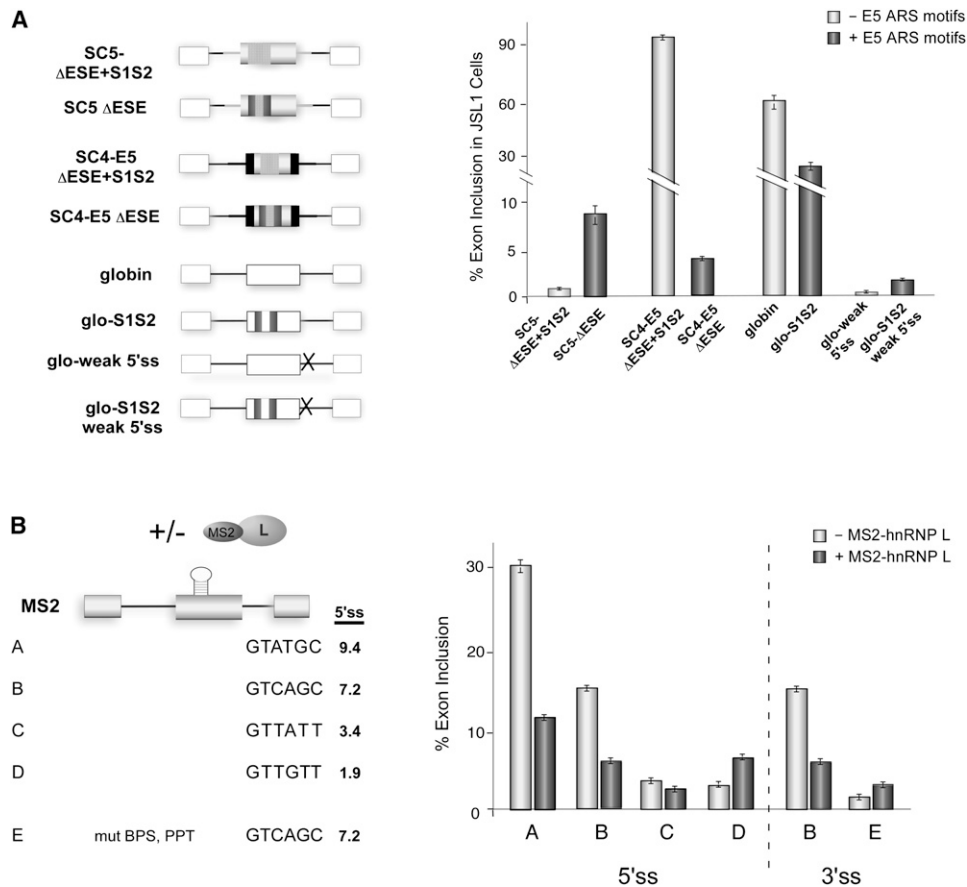 A
SC5-
ΔESE+S1S2
SC5 ΔESE
SC4-E5
ΔESE+S1S2
SC4-E5 ΔESE
globin
glo-S1S2
glo-weak 5'ss
glo-S1S2
weak 5'ss
− E5 ARS motifs
+ E5 ARS motifs
% Exon Inclusion in JSL1 Cells
90
60
30
10
5
0
SC5-
ΔESE+S1S2
SC5-ΔESE
SC4-E5
ΔESE+S1S2
SC4-E5
ΔESE
globin
glo-S1S2
glo-weak
5'ss
glo-S1S2
weak 5'ss
B
+/- MS2 L
MS2
5'ss
A GTATGC 9.4
B GTCAGC 7.2
C GTTATT 3.4
D GTTGTT 1.9
E mut BPS, PPT GTCAGC 7.2
− MS2-hnRNP L
+ MS2-hnRNP L
% Exon Inclusion
30
20
10
0
A B C D B E
5'ss 3'ss